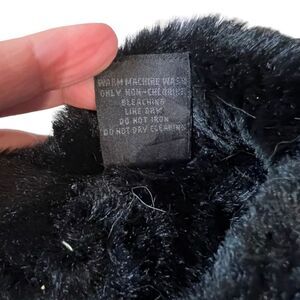 WARM MACHINE WASH
ONLY NON-CHLORINE
BLEACHING
LINE DRY
DO NOT IRON
DO NOT DRY CLEANING